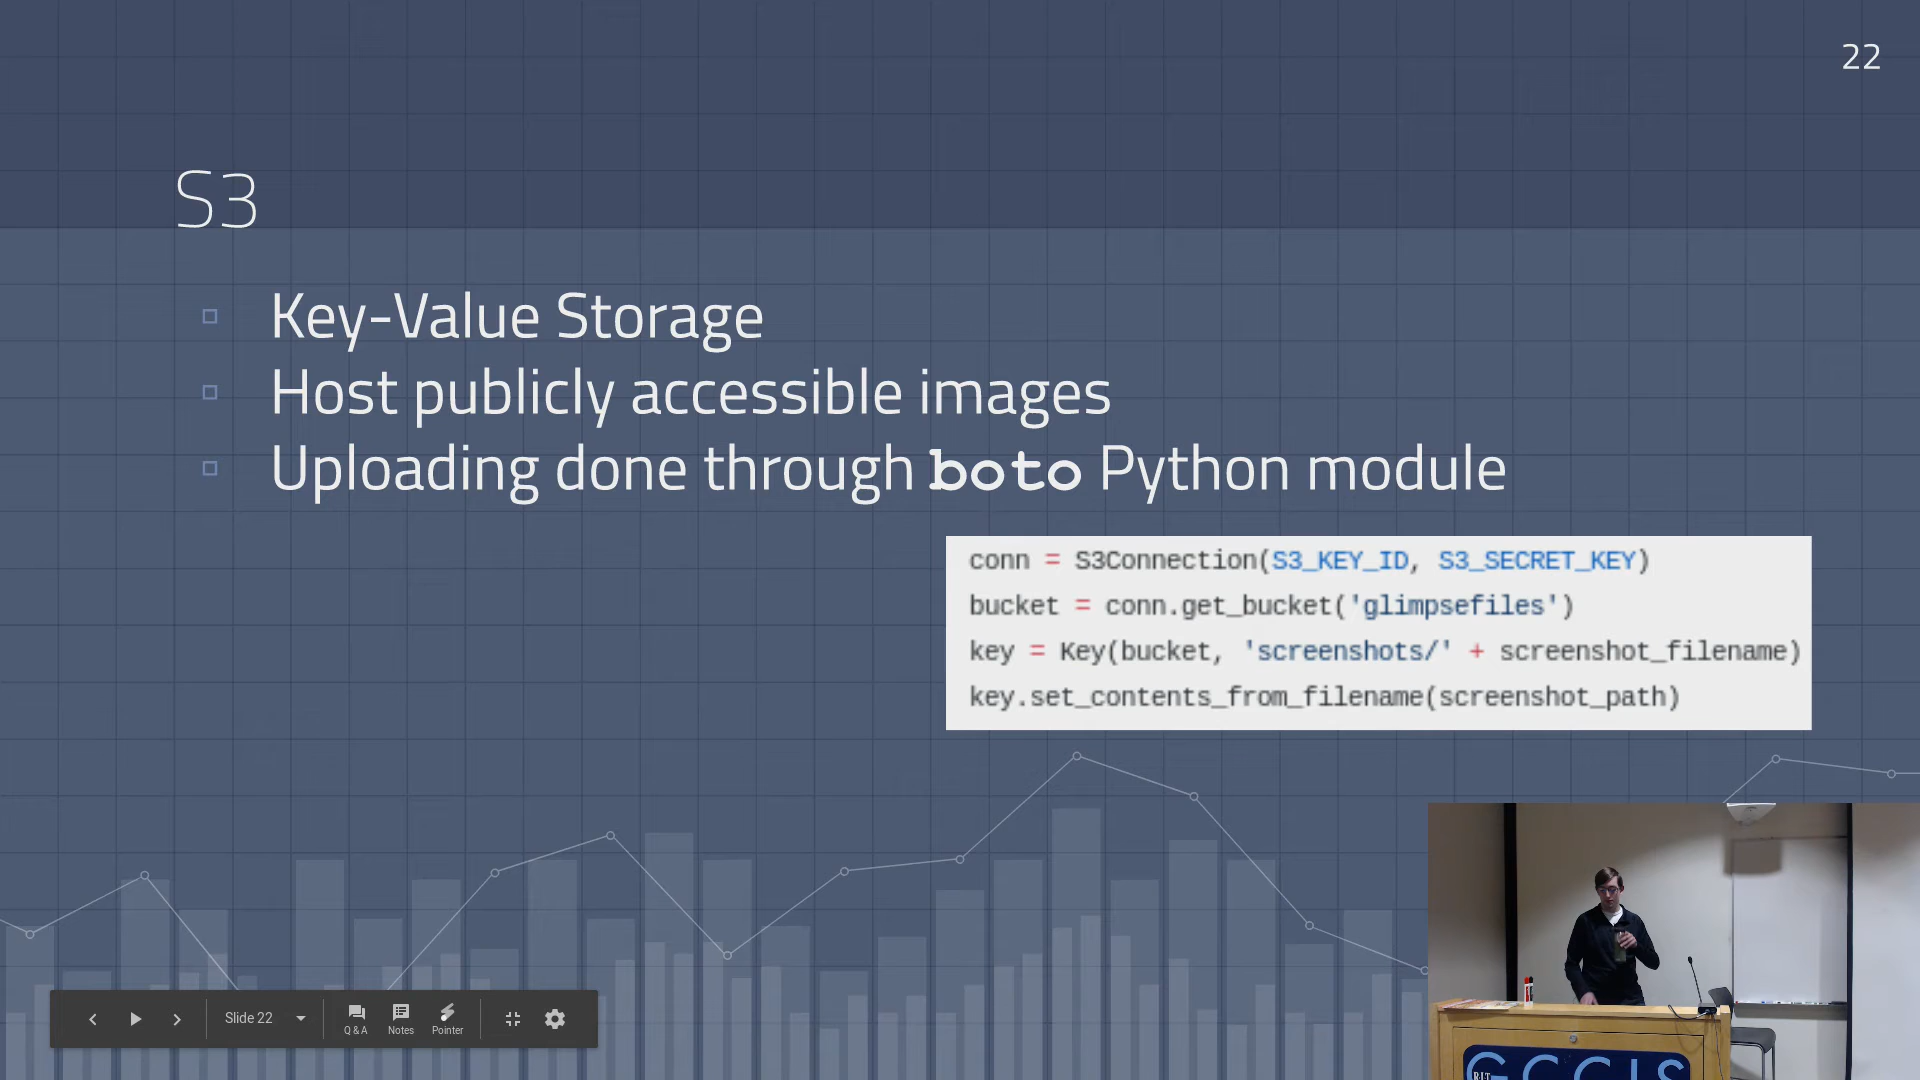 22
S3
Key-Value Storage
Host publicly accessible images
Uploading done through boto Python module
conn = S3Connection(S3_KEY_ID, S3_SECRET_KEY)
bucket = conn.get_bucket('glimpsefiles')
key = Key(bucket, 'screenshots/' + screenshot_filename)
key.set_contents_from_filename(screenshot_path)
Slide 22
Q & A
Notes
Pointer
R·I·T
GCCIS